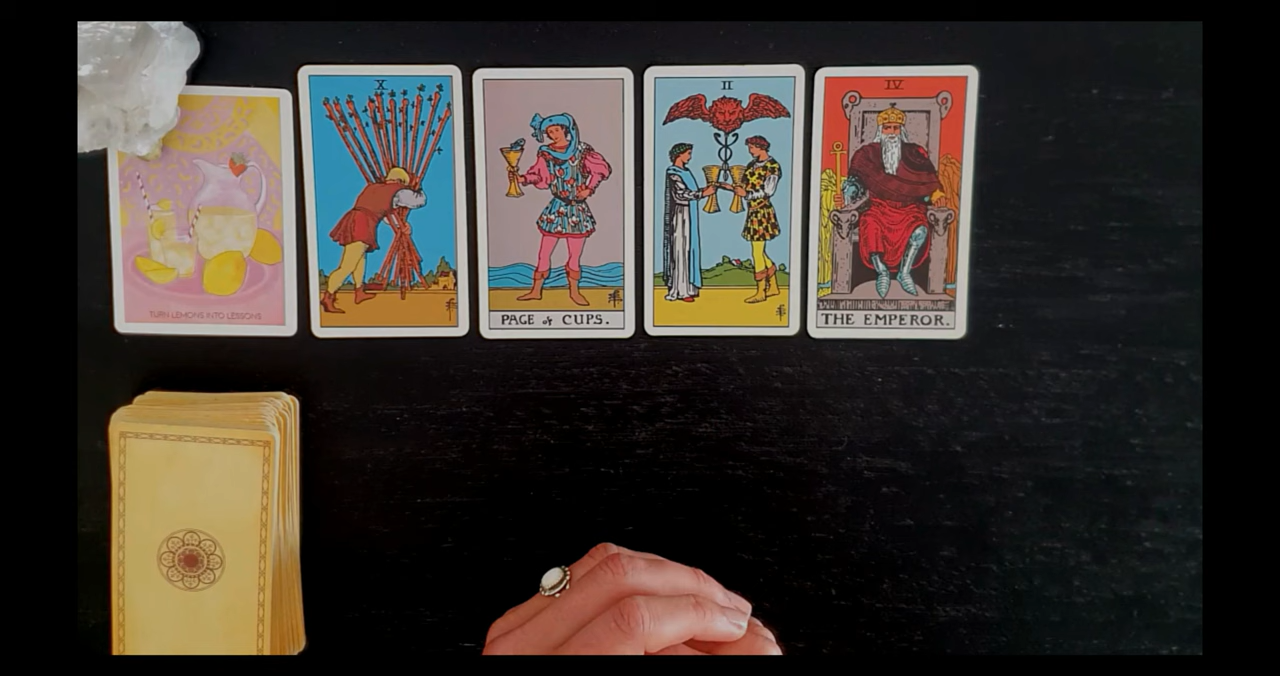 TURN LEMONS INTO LESSONS
X
PAGE of CUPS.
II
IV
THE EMPEROR.